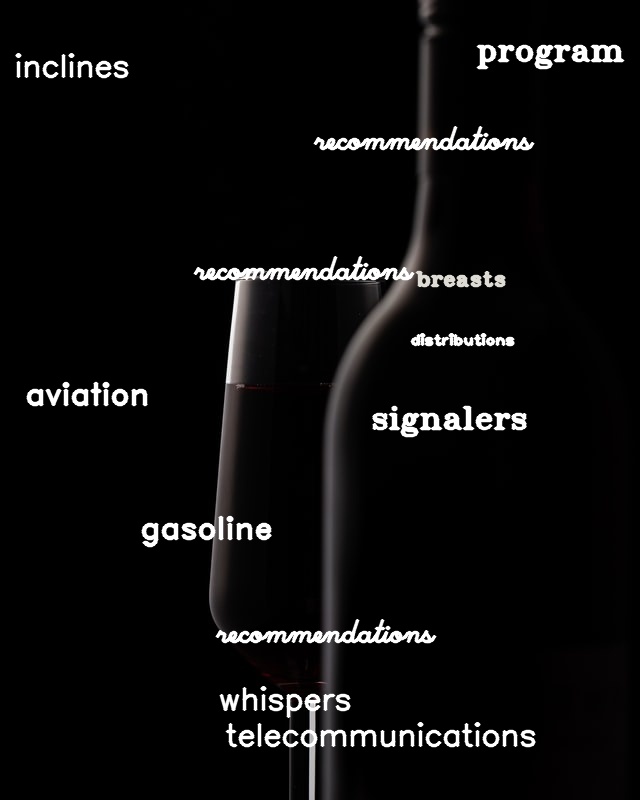 inclines
program
recommendations
recommendations
breasts
distributions
aviation
signalers
gasoline
recommendations
whispers
telecommunications